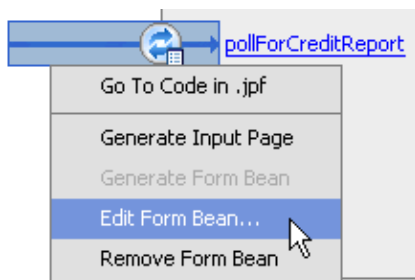 pollForCreditReport
Go To Code in .jpf
Generate Input Page
Generate Form Bean
Edit Form Bean...
Remove Form Bean